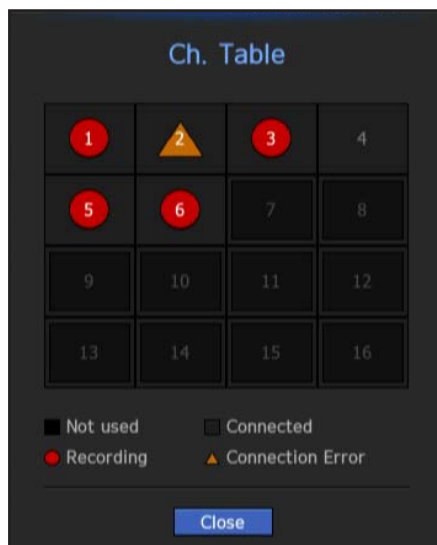 Ch. Table
1 2 3 4
5 6 7 8
9 10 11 12
13 14 15 16
Not used Connected
Recording Connection Error
Close